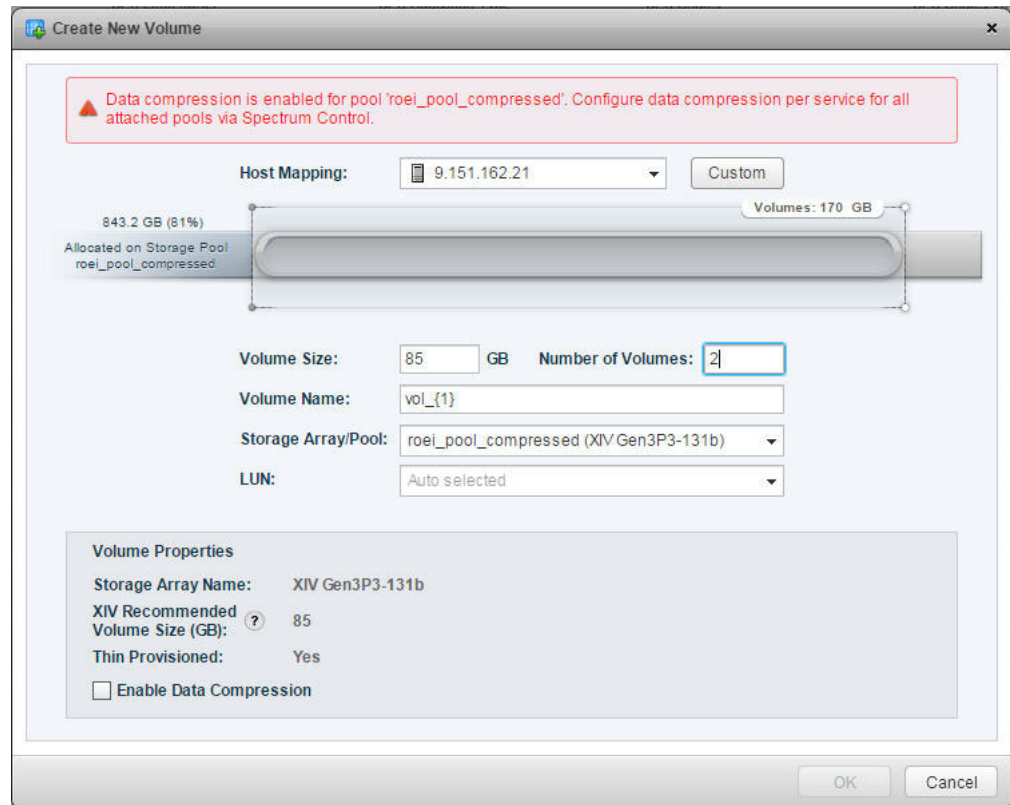 Create New Volume
Data compression is enabled for pool 'roei_pool_compressed'. Configure data compression per service for all
attached pools via Spectrum Control.
Host Mapping: 9.151.162.21 Custom
Volumes: 170 GB
843.2 GB (81%)
Allocated on Storage Pool
roei_pool_compressed
Volume Size: 85 GB Number of Volumes: 2
Volume Name: vol_{1}
Storage Array/Pool: roei_pool_compressed (XIV Gen3P3-131b)
LUN: Auto selected
Volume Properties
Storage Array Name: XIV Gen3P3-131b
XIV Recommended
Volume Size (GB): ? 85
Thin Provisioned: Yes
Enable Data Compression
OK Cancel